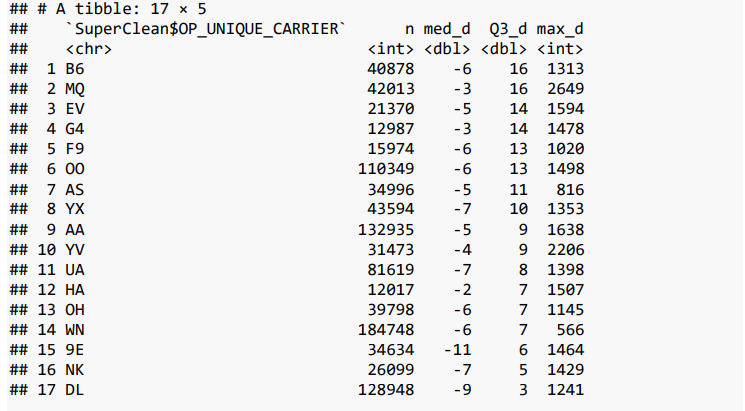 ## # A tibble: 17 × 5
##    `SuperClean$OP_UNIQUE_CARRIER`      n med_d  Q3_d max_d
##    <chr>                           <int> <dbl> <dbl> <int>
##  1 B6                              40878    -6    16  1313
##  2 MQ                              42013    -3    16  2649
##  3 EV                              21370    -5    14  1594
##  4 G4                              12987    -3    14  1478
##  5 F9                              15974    -6    13  1020
##  6 OO                             110349    -6    13  1498
##  7 AS                              34996    -5    11   816
##  8 YX                              43594    -7    10  1353
##  9 AA                             132935    -5     9  1638
## 10 YV                              31473    -4     9  2206
## 11 UA                              81619    -7     8  1398
## 12 HA                              12017    -2     7  1507
## 13 OH                              39798    -6     7  1145
## 14 WN                             184748    -6     7   566
## 15 9E                              34634   -11     6  1464
## 16 NK                              26099    -7     5  1429
## 17 DL                             128948    -9     3  1241